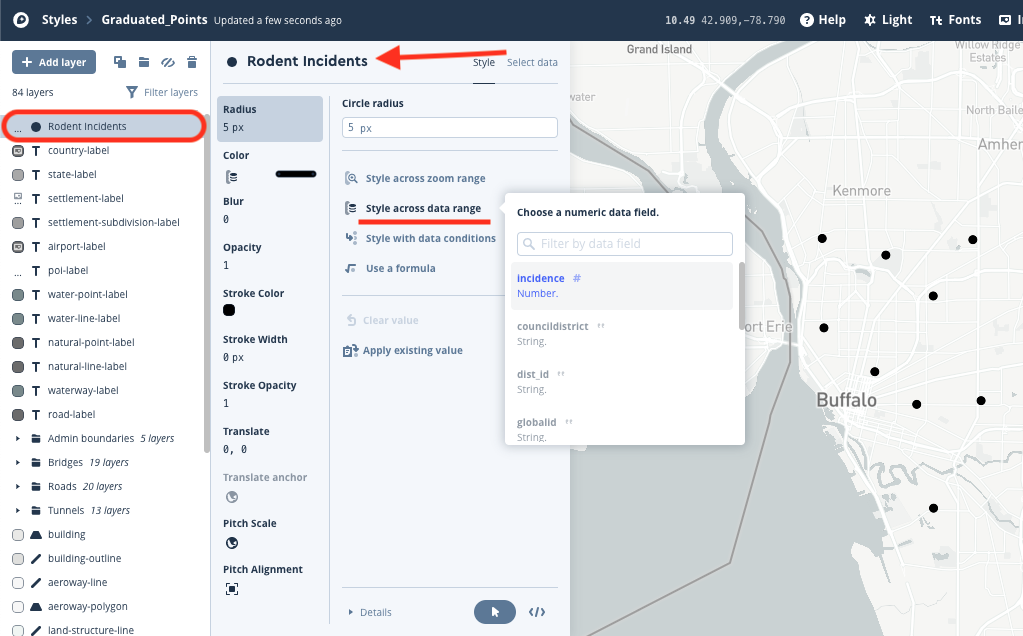 Styles
Graduated_Points
Updated a few seconds ago
10.49 42.909,-78.790
Help
Light
Fonts
Add layer
84 layers
Filter layers
... Rodent Incidents
T country-label
T state-label
T settlement-label
T settlement-subdivision-label
T airport-label
... T poi-label
T water-point-label
T water-line-label
T natural-point-label
T natural-line-label
T waterway-label
T road-label
Admin boundaries 5 layers
Bridges 19 layers
Roads 20 layers
Tunnels 13 layers
building
building-outline
aeroway-line
aeroway-polygon
land-structure-line
Rodent Incidents
Style
Select data
Radius
5 px
Color
Blur
0
Opacity
1
Stroke Color
Stroke Width
0 px
Stroke Opacity
1
Translate
0, 0
Translate anchor
Pitch Scale
Pitch Alignment
Circle radius
5 px
Style across zoom range
Style across data range
Style with data conditions
Use a formula
Clear value
Apply existing value
Details
</>
Choose a numeric data field.
Filter by data field
incidence #
Number.
councildistrict
String.
dist_id
String.
globalid
String.
Grand Island
Willow Ridge
Estates
water
North Baile
Amhers
Kenmore
ort Erie
Buffalo